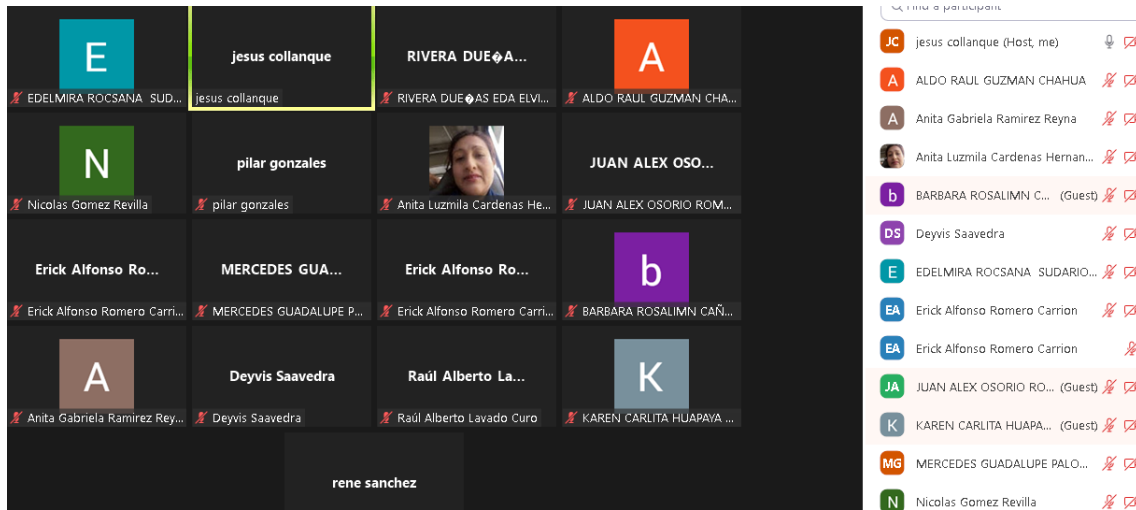 E
EDELMIRA ROCSANA SUD...
jesus collanque
jesus collanque
RIVERA DUE�A...
RIVERA DUE�AS EDA ELVI...
A
ALDO RAUL GUZMAN CHA...
N
Nicolas Gomez Revilla
pilar gonzales
pilar gonzales
Anita Luzmila Cardenas He...
JUAN ALEX OSO...
JUAN ALEX OSORIO ROM...
Erick Alfonso Ro...
Erick Alfonso Romero Carri...
MERCEDES GUA...
MERCEDES GUADALUPE P...
Erick Alfonso Ro...
Erick Alfonso Romero Carri...
b
BARBARA ROSALIMN CAÑ...
A
Anita Gabriela Ramirez Rey...
Deyvis Saavedra
Deyvis Saavedra
Raúl Alberto La...
Raúl Alberto Lavado Curo
K
KAREN CARLITA HUAPAYA ...
rene sanchez
Find a participant
JC jesus collanque (Host, me)
A ALDO RAUL GUZMAN CHAHUA
A Anita Gabriela Ramirez Reyna
Anita Luzmila Cardenas Hernan...
b BARBARA ROSALIMN C... (Guest)
DS Deyvis Saavedra
E EDELMIRA ROCSANA SUDARIO...
EA Erick Alfonso Romero Carrion
EA Erick Alfonso Romero Carrion
JA JUAN ALEX OSORIO RO... (Guest)
K KAREN CARLITA HUAPA... (Guest)
MG MERCEDES GUADALUPE PALO...
N Nicolas Gomez Revilla